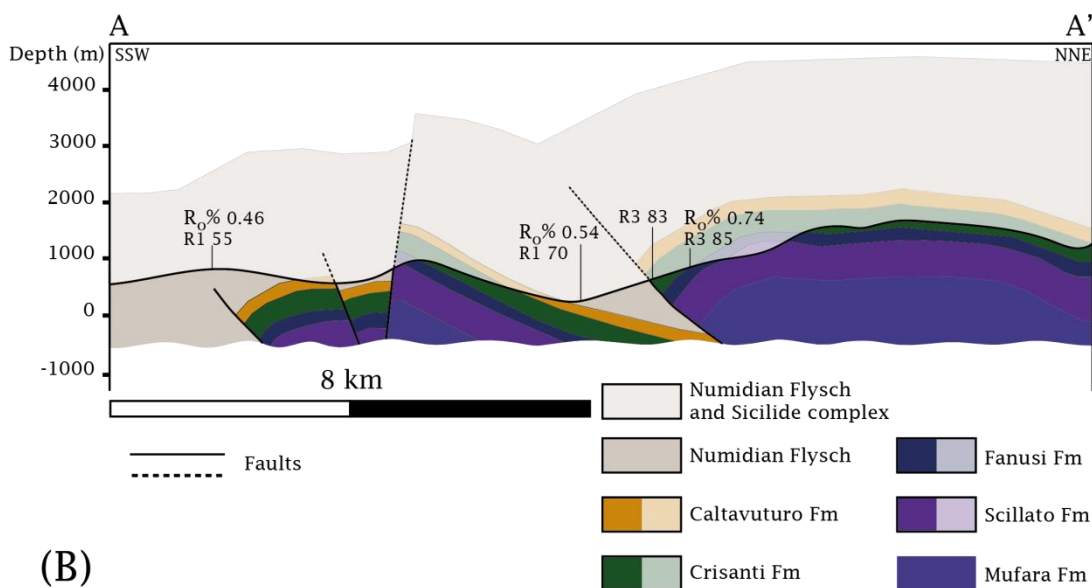 A
A'
Depth (m)
SSW
NNE
4000
3000
2000
1000
0
-1000
Rₒ% 0.46
R1 55
Rₒ% 0.54
R1 70
R3 83
Rₒ% 0.74
R3 85
8 km
Faults
Numidian Flysch
and Sicilide complex
Numidian Flysch
Fanusi Fm
Caltavuturo Fm
Scillato Fm
Crisanti Fm
Mufara Fm
(B)